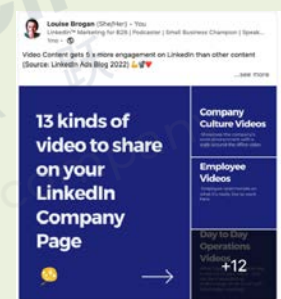 Louise Brogan (She/Her) • You
LinkedIn™ Marketing for B2B | Podcaster | Small Business Champion | Speak...
1mo •
Video Content gets 5 x more engagement on LinkedIn than other content
(Source: LinkedIn Ads Blog 2022) 💪📽️❤️
...see more
13 kinds of
video to share
on your
LinkedIn
Company
Page
Company
Culture Videos
Employee
Videos
Day to Day
Operations
Videos
+12